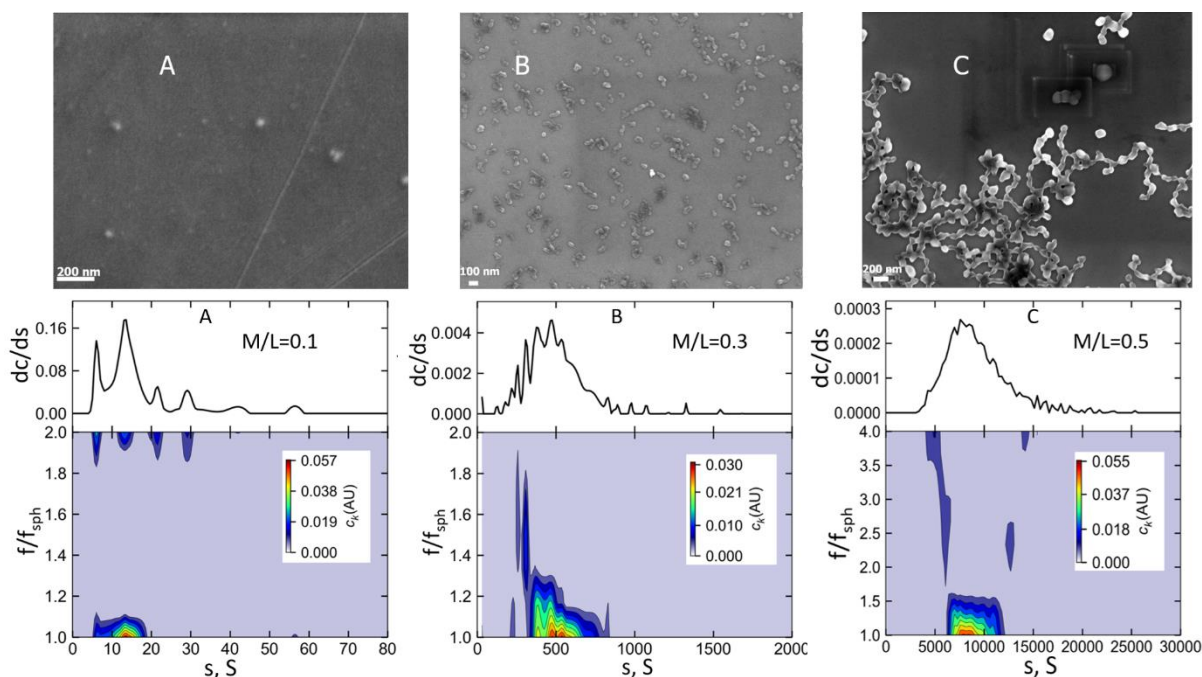 A
200 nm
B
100 nm
C
200 nm
A
M/L=0.1
dc/ds
0.16
0.08
0.00
2.0
1.8
1.6
1.4
1.2
1.0
f/f_sph
0.057
0.038
0.019
0.000
c_k(AU)
0 10 20 30 40 50 60 70 80
s, S
B
M/L=0.3
dc/ds
0.004
0.002
0.000
2.0
1.8
1.6
1.4
1.2
1.0
f/f_sph
0.030
0.021
0.010
0.000
c_k(AU)
0 500 1000 1500 2000
s, S
C
M/L=0.5
dc/ds
0.0003
0.0002
0.0001
0.0000
4.0
3.5
3.0
2.5
2.0
1.5
1.0
f/f_sph
0.055
0.037
0.018
0.000
c_k(AU)
0 5000 10000 15000 20000 25000 30000
s, S